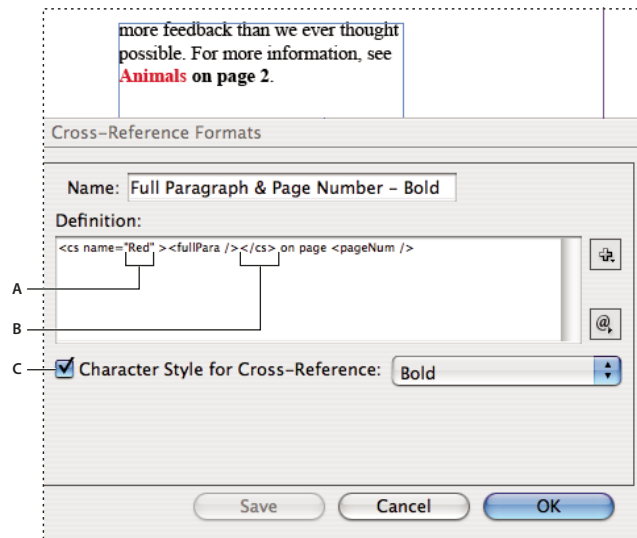 more feedback than we ever thought
possible. For more information, see
Animals on page 2.
Cross-Reference Formats
Name: Full Paragraph & Page Number - Bold
Definition:
<cs name="Red" ><fullPara /></cs> on page <pageNum />
A
B
@
C Character Style for Cross-Reference: Bold
Save Cancel OK